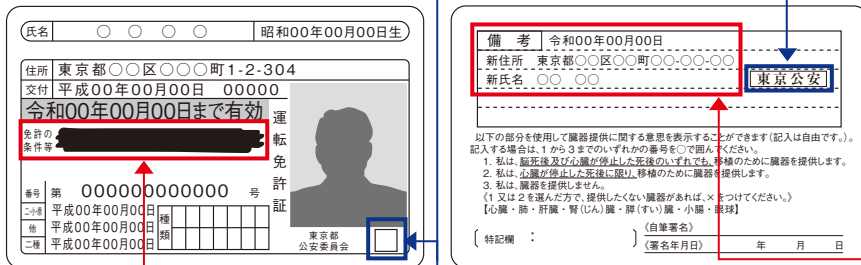 氏名 ○ ○ ○ ○ 昭和00年00月00日生
住所 東京都○○区○○○町1-2-304
交付 平成00年00月00日 00000
令和00年00月00日まで有効
免許の
条件等
運転免許証
番号 第 000000000000 号
二・小・原 平成00年00月00日
他 平成00年00月00日
二種 平成00年00月00日
種類
東京都
公安委員会
備 考 令和00年00月00日
新住所 東京都○○区○○町○○-○○-○○
新氏名 ○○ ○○
東京公安
以下の部分を使用して臓器提供に関する意思を表示することができます(記入は自由です。)。
記入する場合は、1から3までのいずれかの番号を○で囲んでください。
1. 私は、脳死後及び心臓が停止した死後のいずれでも、移植のために臓器を提供します。
2. 私は、心臓が停止した死後に限り、移植のために臓器を提供します。
3. 私は、臓器を提供しません。
《1又は2を選んだ方で、提供したくない臓器があれば、×をつけてください。》
【心臓・肺・肝臓・腎(じん)臓・膵(すい)臓・小腸・眼球】
〔特記欄 : 〕
《自筆署名》
《署名年月日》 年 月 日